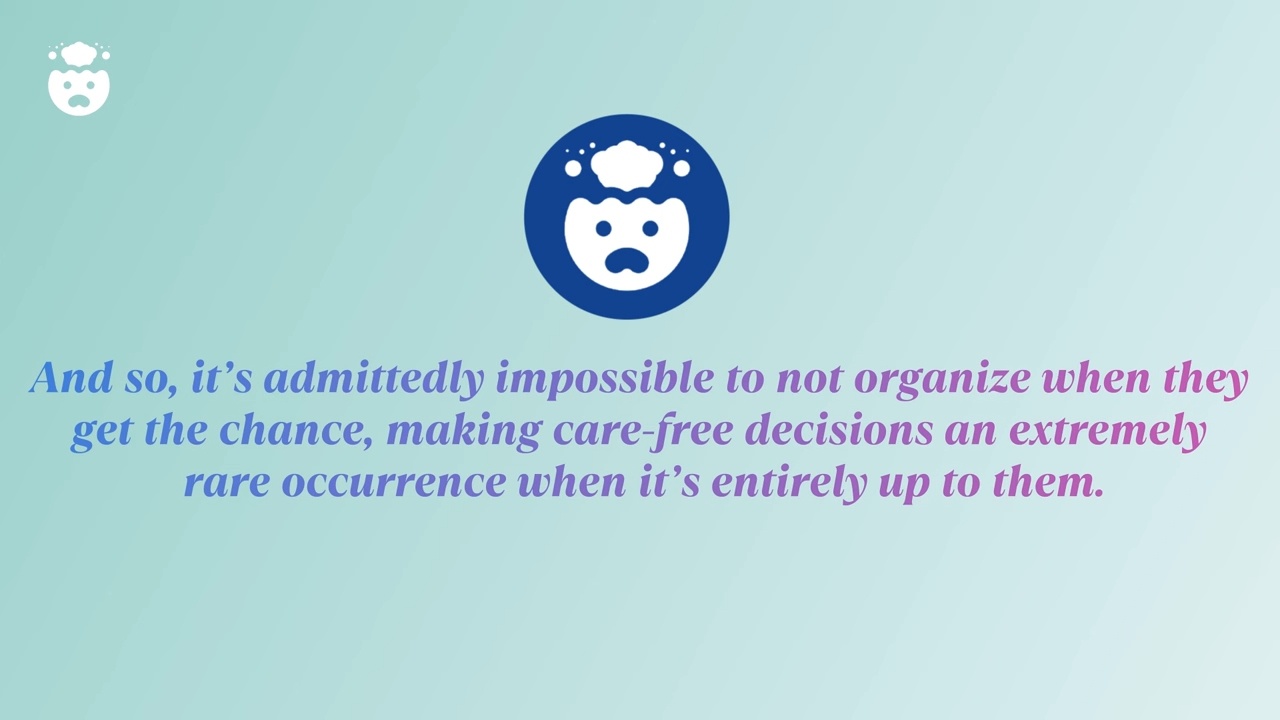 And so, it’s admittedly impossible to not organize when they
get the chance, making care-free decisions an extremely
rare occurrence when it’s entirely up to them.